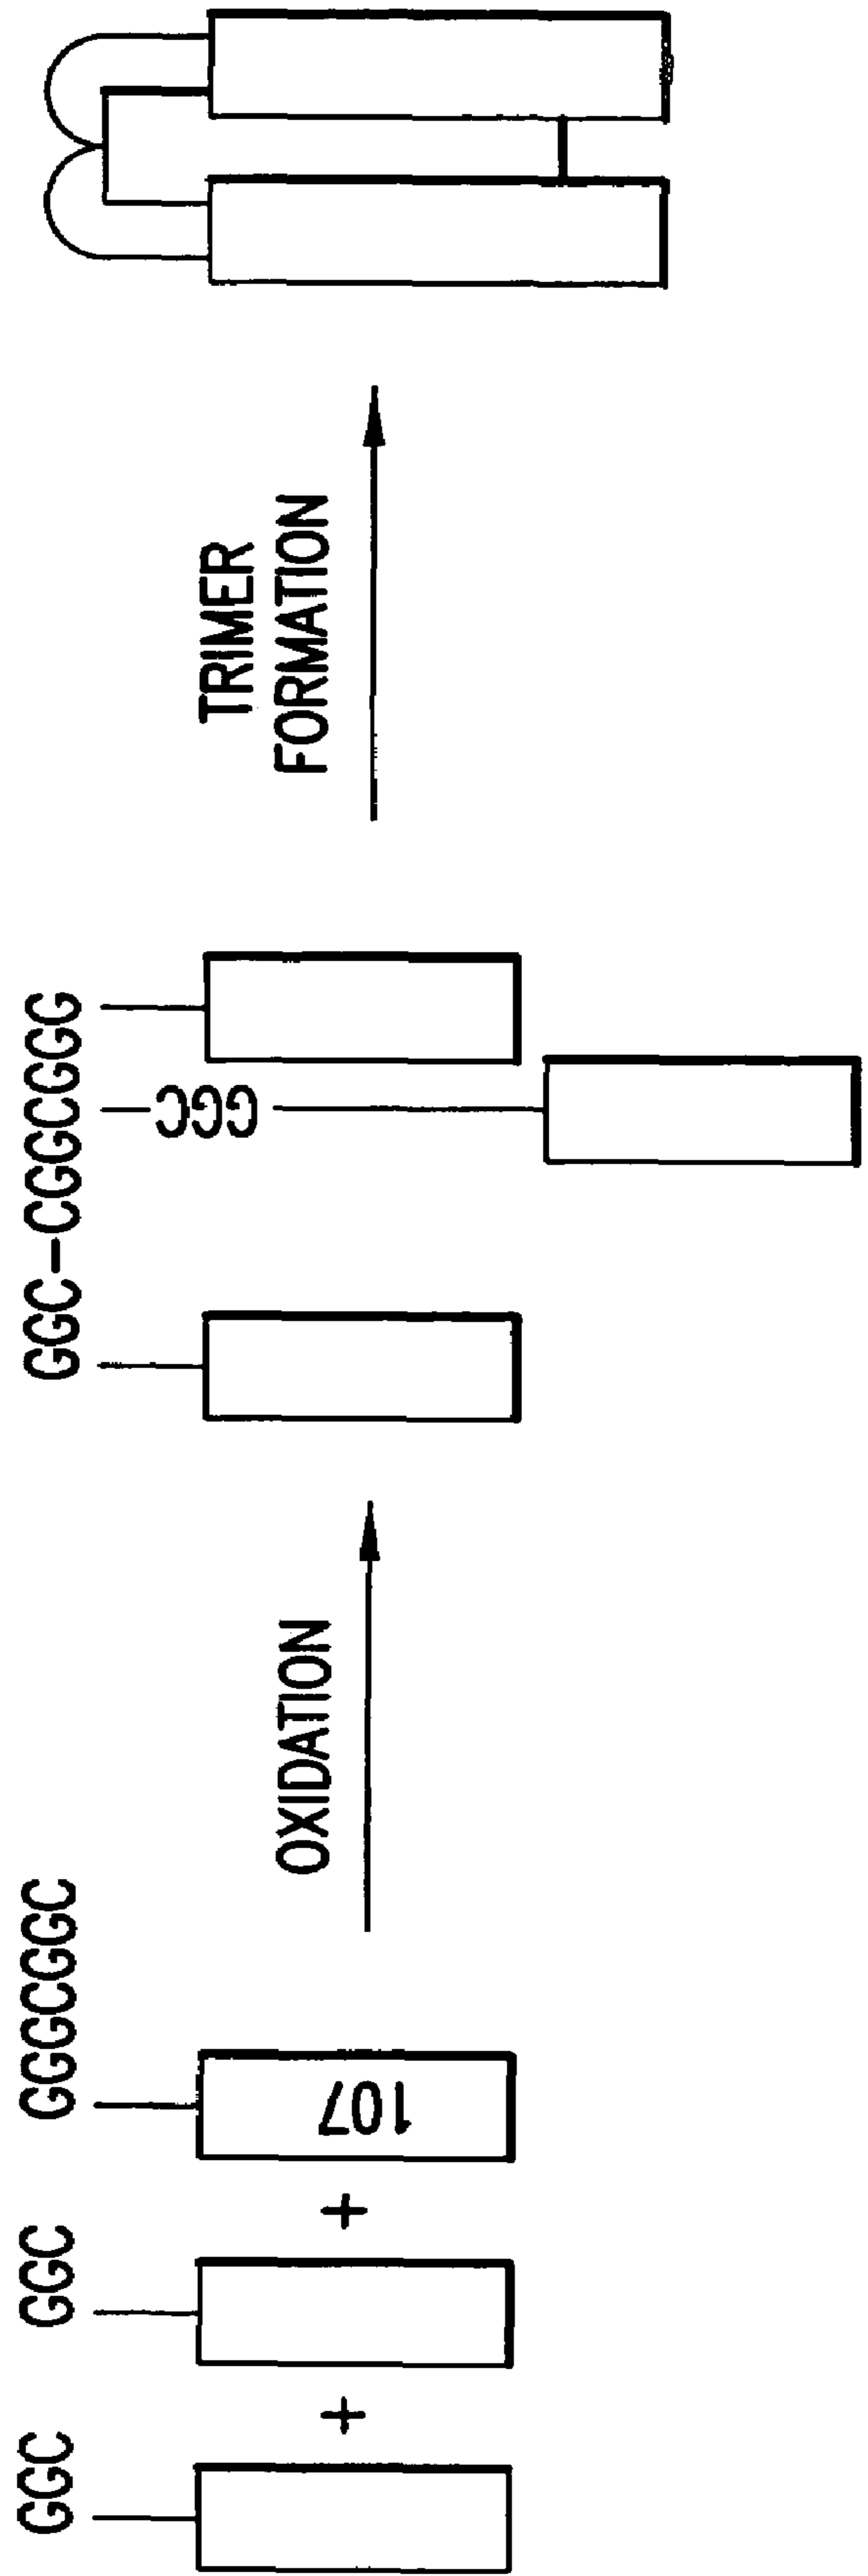 GGC
GGC
GGGCGGC
+
+
107
OXIDATION
GGC-CGGCGGG
GGC
TRIMER
FORMATION